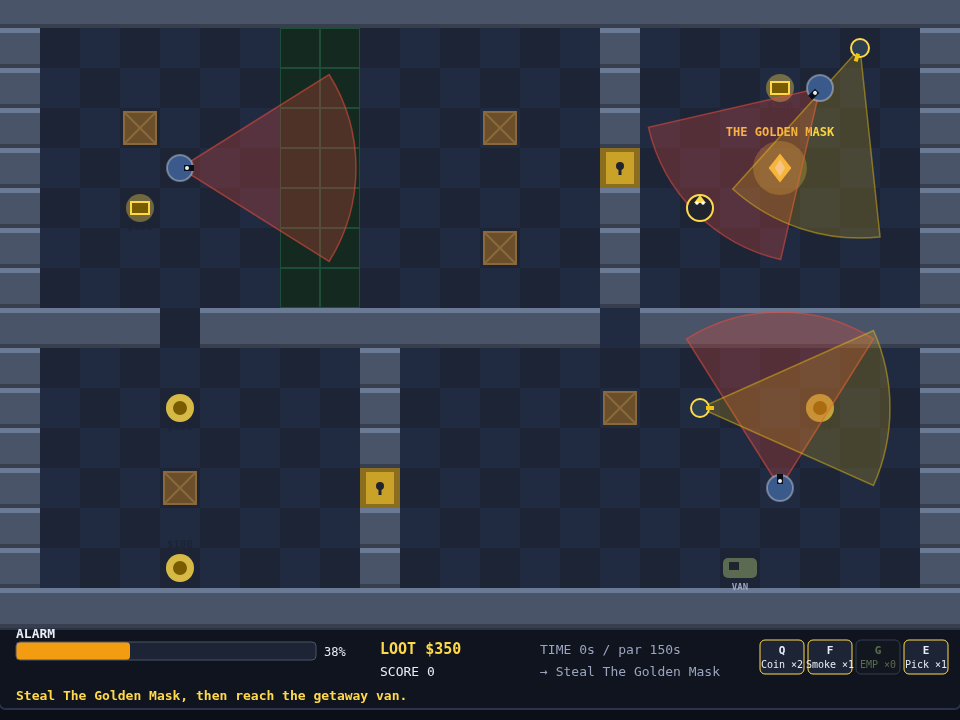 THE GOLDEN MASK
VAN
ALARM
38%
LOOT $350
SCORE 0
TIME 0s / par 150s
→ Steal The Golden Mask
Q
Coin ×2
F
Smoke ×1
G
EMP ×0
E
Pick ×1
Steal The Golden Mask, then reach the getaway van.